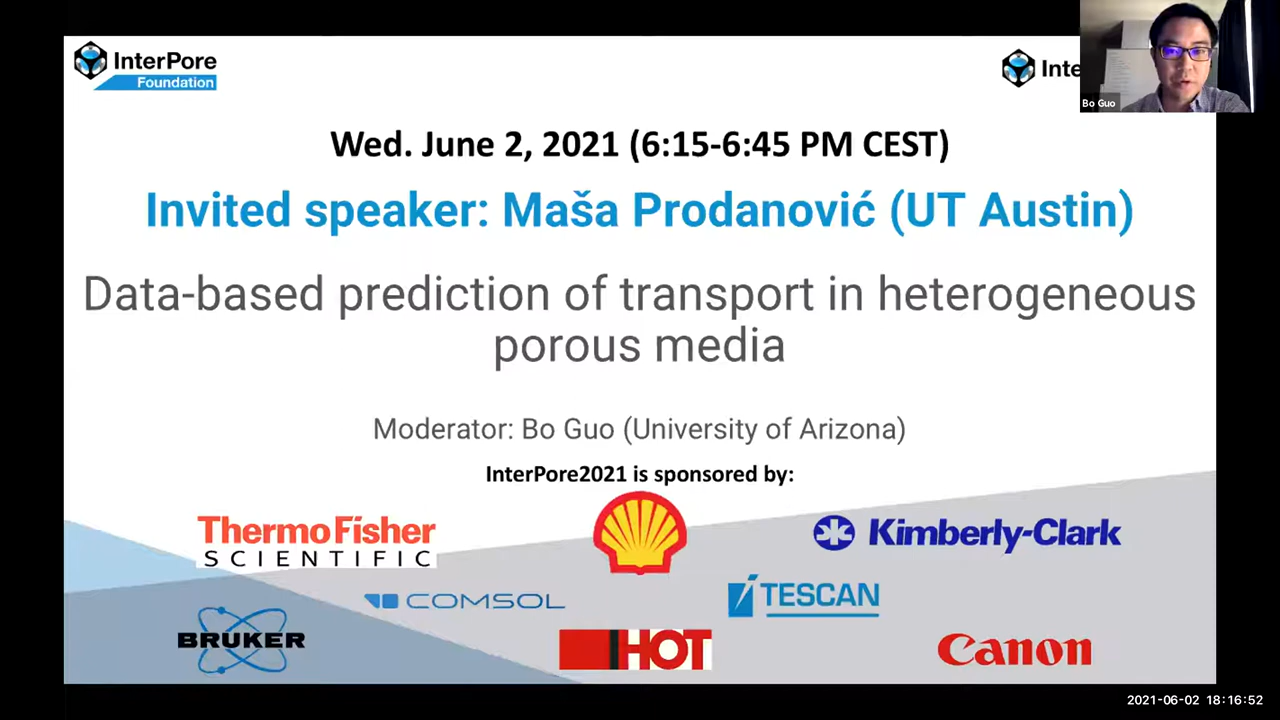 InterPore
Foundation
Inte
Bo Guo
Wed. June 2, 2021 (6:15-6:45 PM CEST)
Invited speaker: Maša Prodanović (UT Austin)
Data-based prediction of transport in heterogeneous
porous media
Moderator: Bo Guo (University of Arizona)
InterPore2021 is sponsored by:
ThermoFisher
SCIENTIFIC
Kimberly-Clark
COMSOL
TESCAN
BRUKER
HOT
Canon
2021-06-02 18:16:52